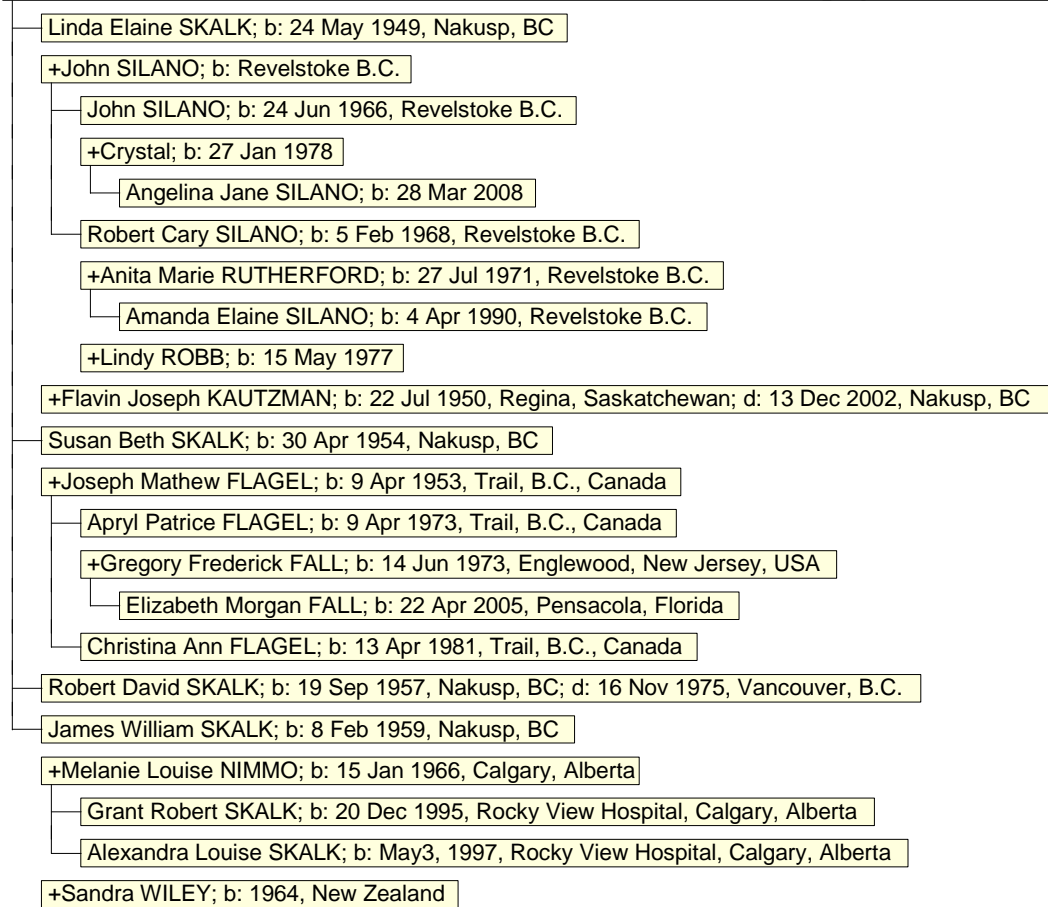 Linda Elaine SKALK; b: 24 May 1949, Nakusp, BC
+John SILANO; b: Revelstoke B.C.
John SILANO; b: 24 Jun 1966, Revelstoke B.C.
+Crystal; b: 27 Jan 1978
Angelina Jane SILANO; b: 28 Mar 2008
Robert Cary SILANO; b: 5 Feb 1968, Revelstoke B.C.
+Anita Marie RUTHERFORD; b: 27 Jul 1971, Revelstoke B.C.
Amanda Elaine SILANO; b: 4 Apr 1990, Revelstoke B.C.
+Lindy ROBB; b: 15 May 1977
+Flavin Joseph KAUTZMAN; b: 22 Jul 1950, Regina, Saskatchewan; d: 13 Dec 2002, Nakusp, BC
Susan Beth SKALK; b: 30 Apr 1954, Nakusp, BC
+Joseph Mathew FLAGEL; b: 9 Apr 1953, Trail, B.C., Canada
Apryl Patrice FLAGEL; b: 9 Apr 1973, Trail, B.C., Canada
+Gregory Frederick FALL; b: 14 Jun 1973, Englewood, New Jersey, USA
Elizabeth Morgan FALL; b: 22 Apr 2005, Pensacola, Florida
Christina Ann FLAGEL; b: 13 Apr 1981, Trail, B.C., Canada
Robert David SKALK; b: 19 Sep 1957, Nakusp, BC; d: 16 Nov 1975, Vancouver, B.C.
James William SKALK; b: 8 Feb 1959, Nakusp, BC
+Melanie Louise NIMMO; b: 15 Jan 1966, Calgary, Alberta
Grant Robert SKALK; b: 20 Dec 1995, Rocky View Hospital, Calgary, Alberta
Alexandra Louise SKALK; b: May3, 1997, Rocky View Hospital, Calgary, Alberta
+Sandra WILEY; b: 1964, New Zealand